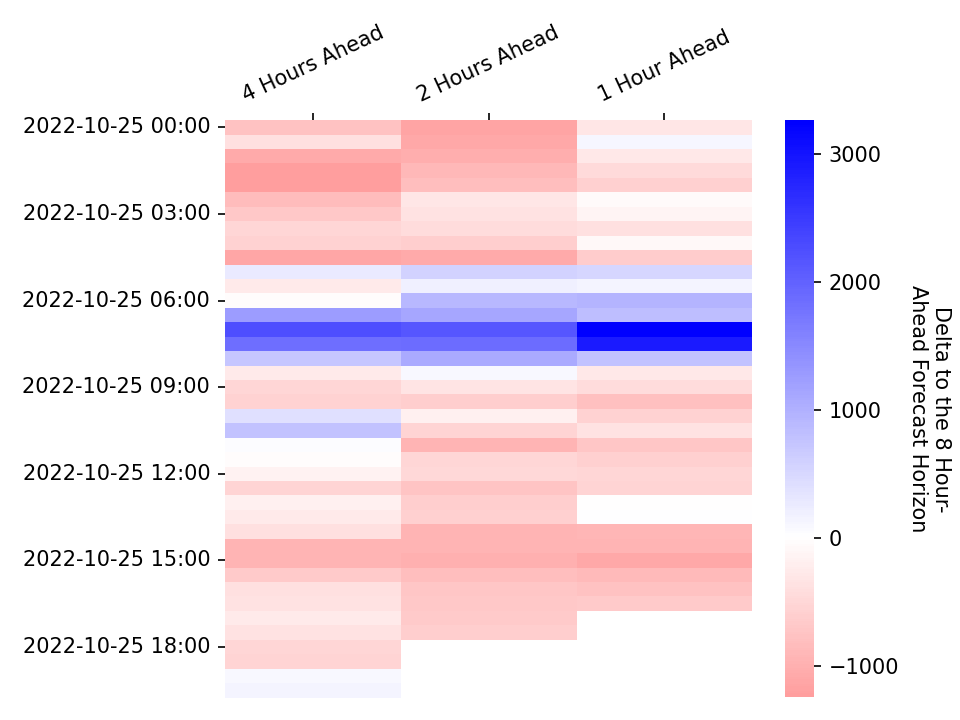 4 Hours Ahead
2 Hours Ahead
1 Hour Ahead
2022-10-25 00:00
2022-10-25 03:00
2022-10-25 06:00
2022-10-25 09:00
2022-10-25 12:00
2022-10-25 15:00
2022-10-25 18:00
3000
2000
1000
0
−1000
Delta to the 8 Hour-
Ahead Forecast Horizon